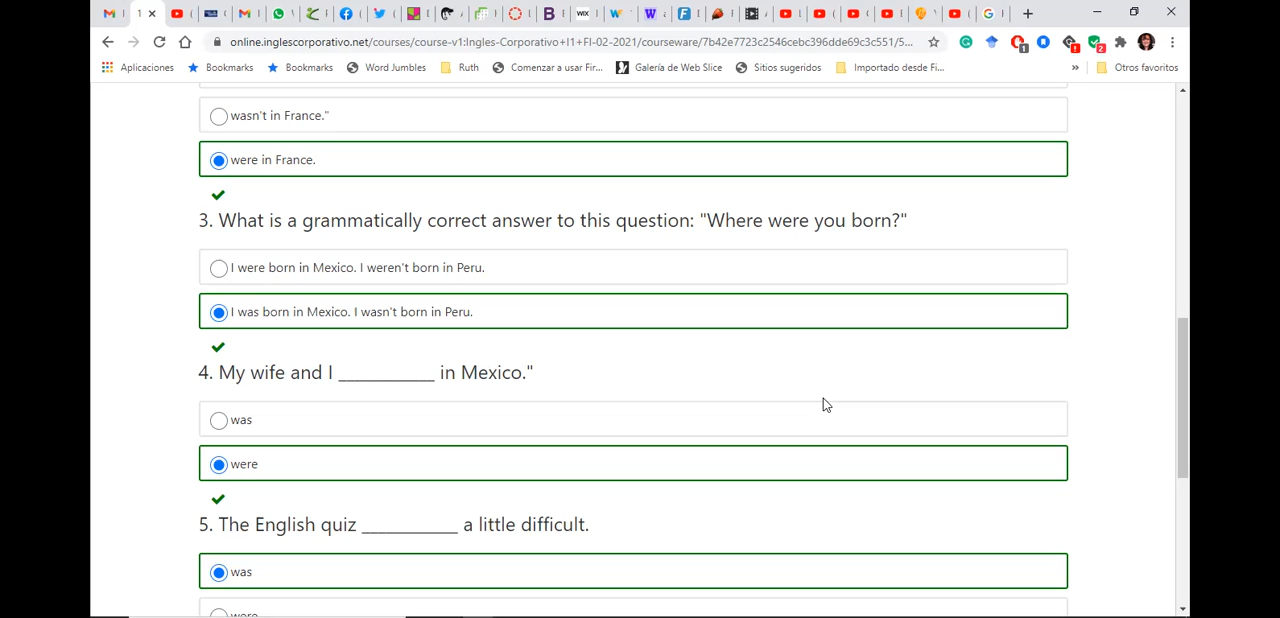 online.inglescorporativo.net/courses/course-v1:Ingles-Corporativo+I1+FI-02-2021/courseware/7b42e7723c2546cebc396dde69c3c551/5...
Aplicaciones Bookmarks Bookmarks Word Jumbles Ruth Comenzar a usar Fir... Galería de Web Slice Sitios sugeridos Importado desde Fi... » Otros favoritos
wasn't in France."
were in France.
3. What is a grammatically correct answer to this question: "Where were you born?"
I were born in Mexico. I weren't born in Peru.
I was born in Mexico. I wasn't born in Peru.
4. My wife and I ___________ in Mexico."
was
were
5. The English quiz ___________ a little difficult.
was
were